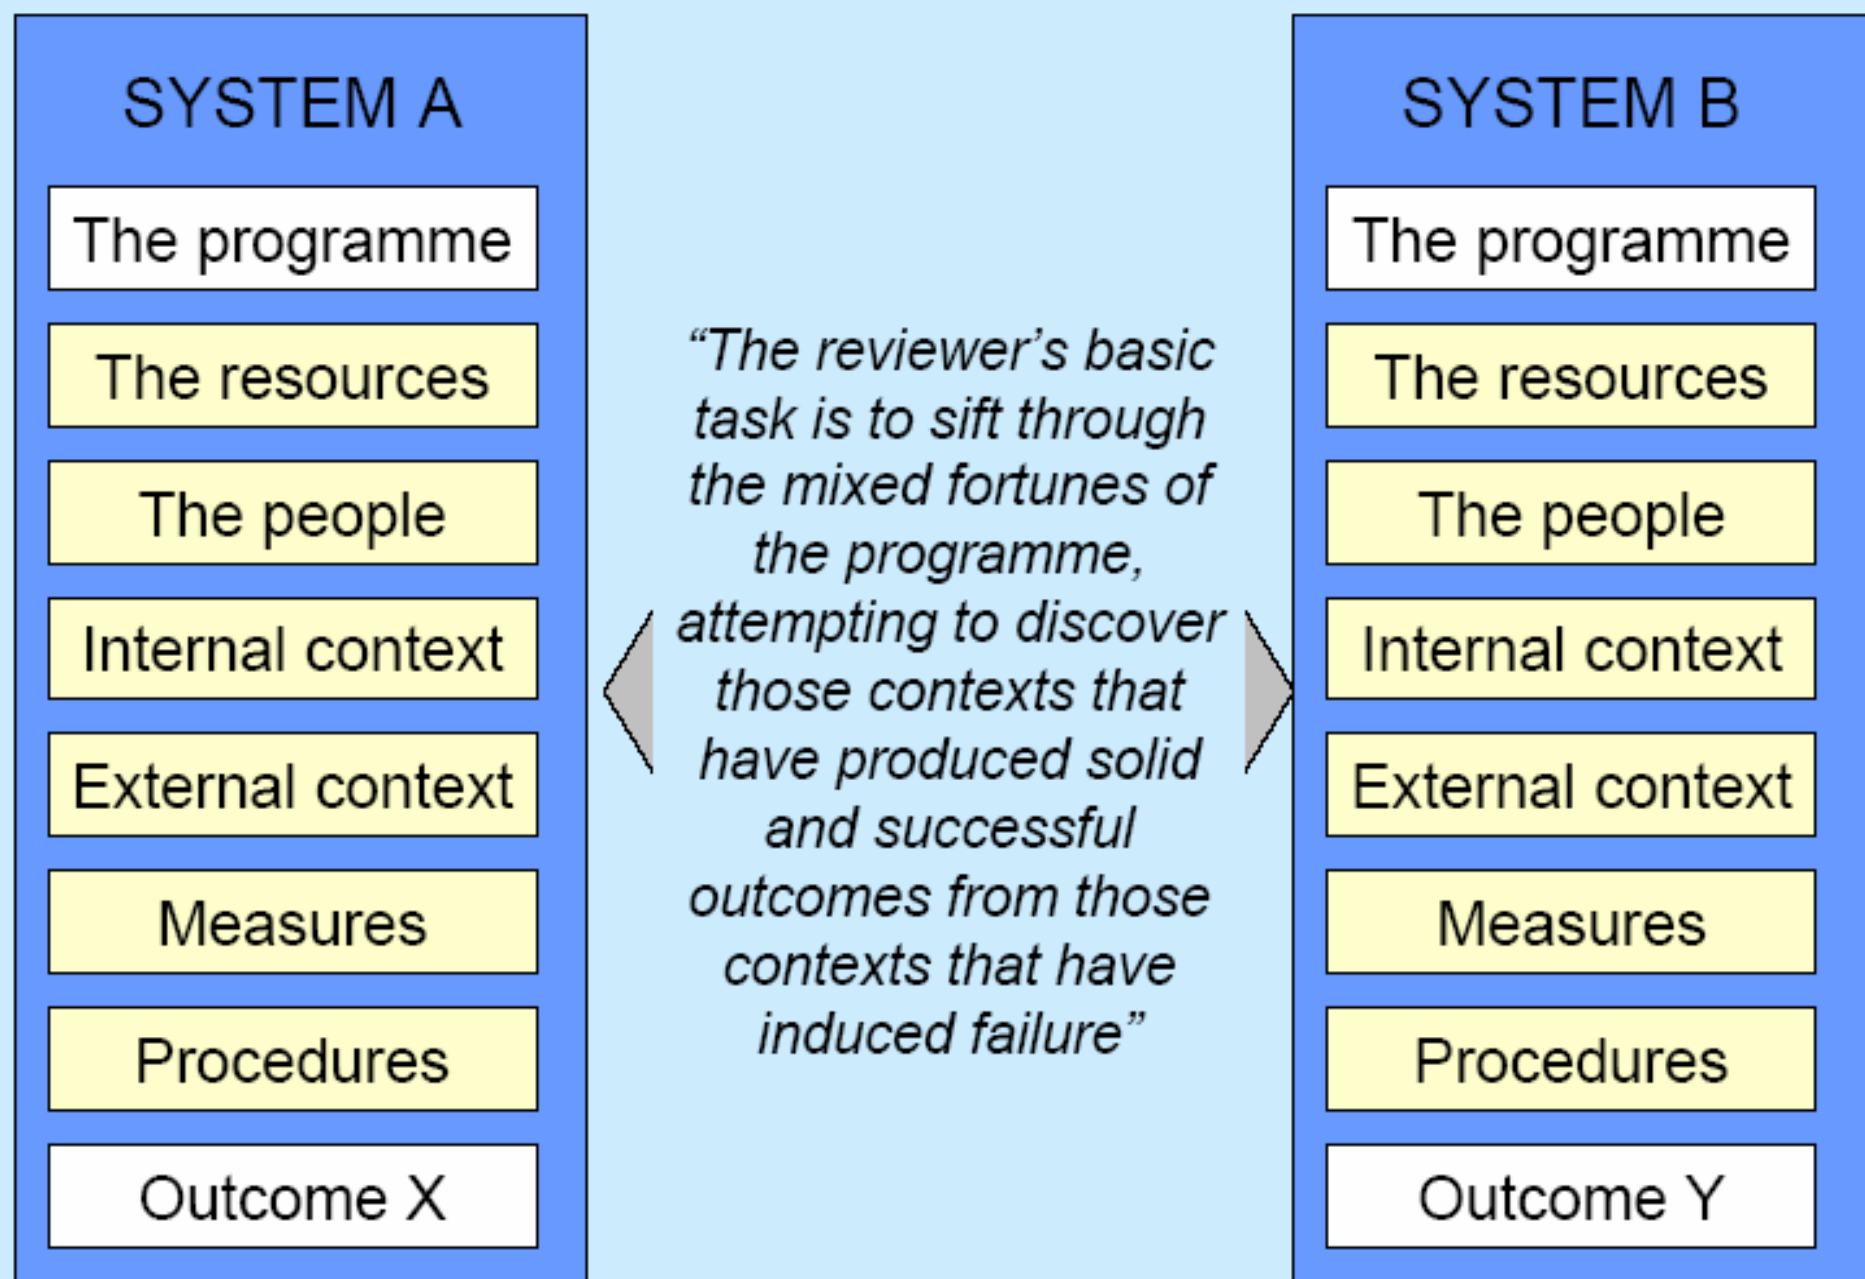 SYSTEM A
The programme
The resources
The people
Internal context
External context
Measures
Procedures
Outcome X
“The reviewer’s basic
task is to sift through
the mixed fortunes of
the programme,
attempting to discover
those contexts that
have produced solid
and successful
outcomes from those
contexts that have
induced failure”
SYSTEM B
The programme
The resources
The people
Internal context
External context
Measures
Procedures
Outcome Y